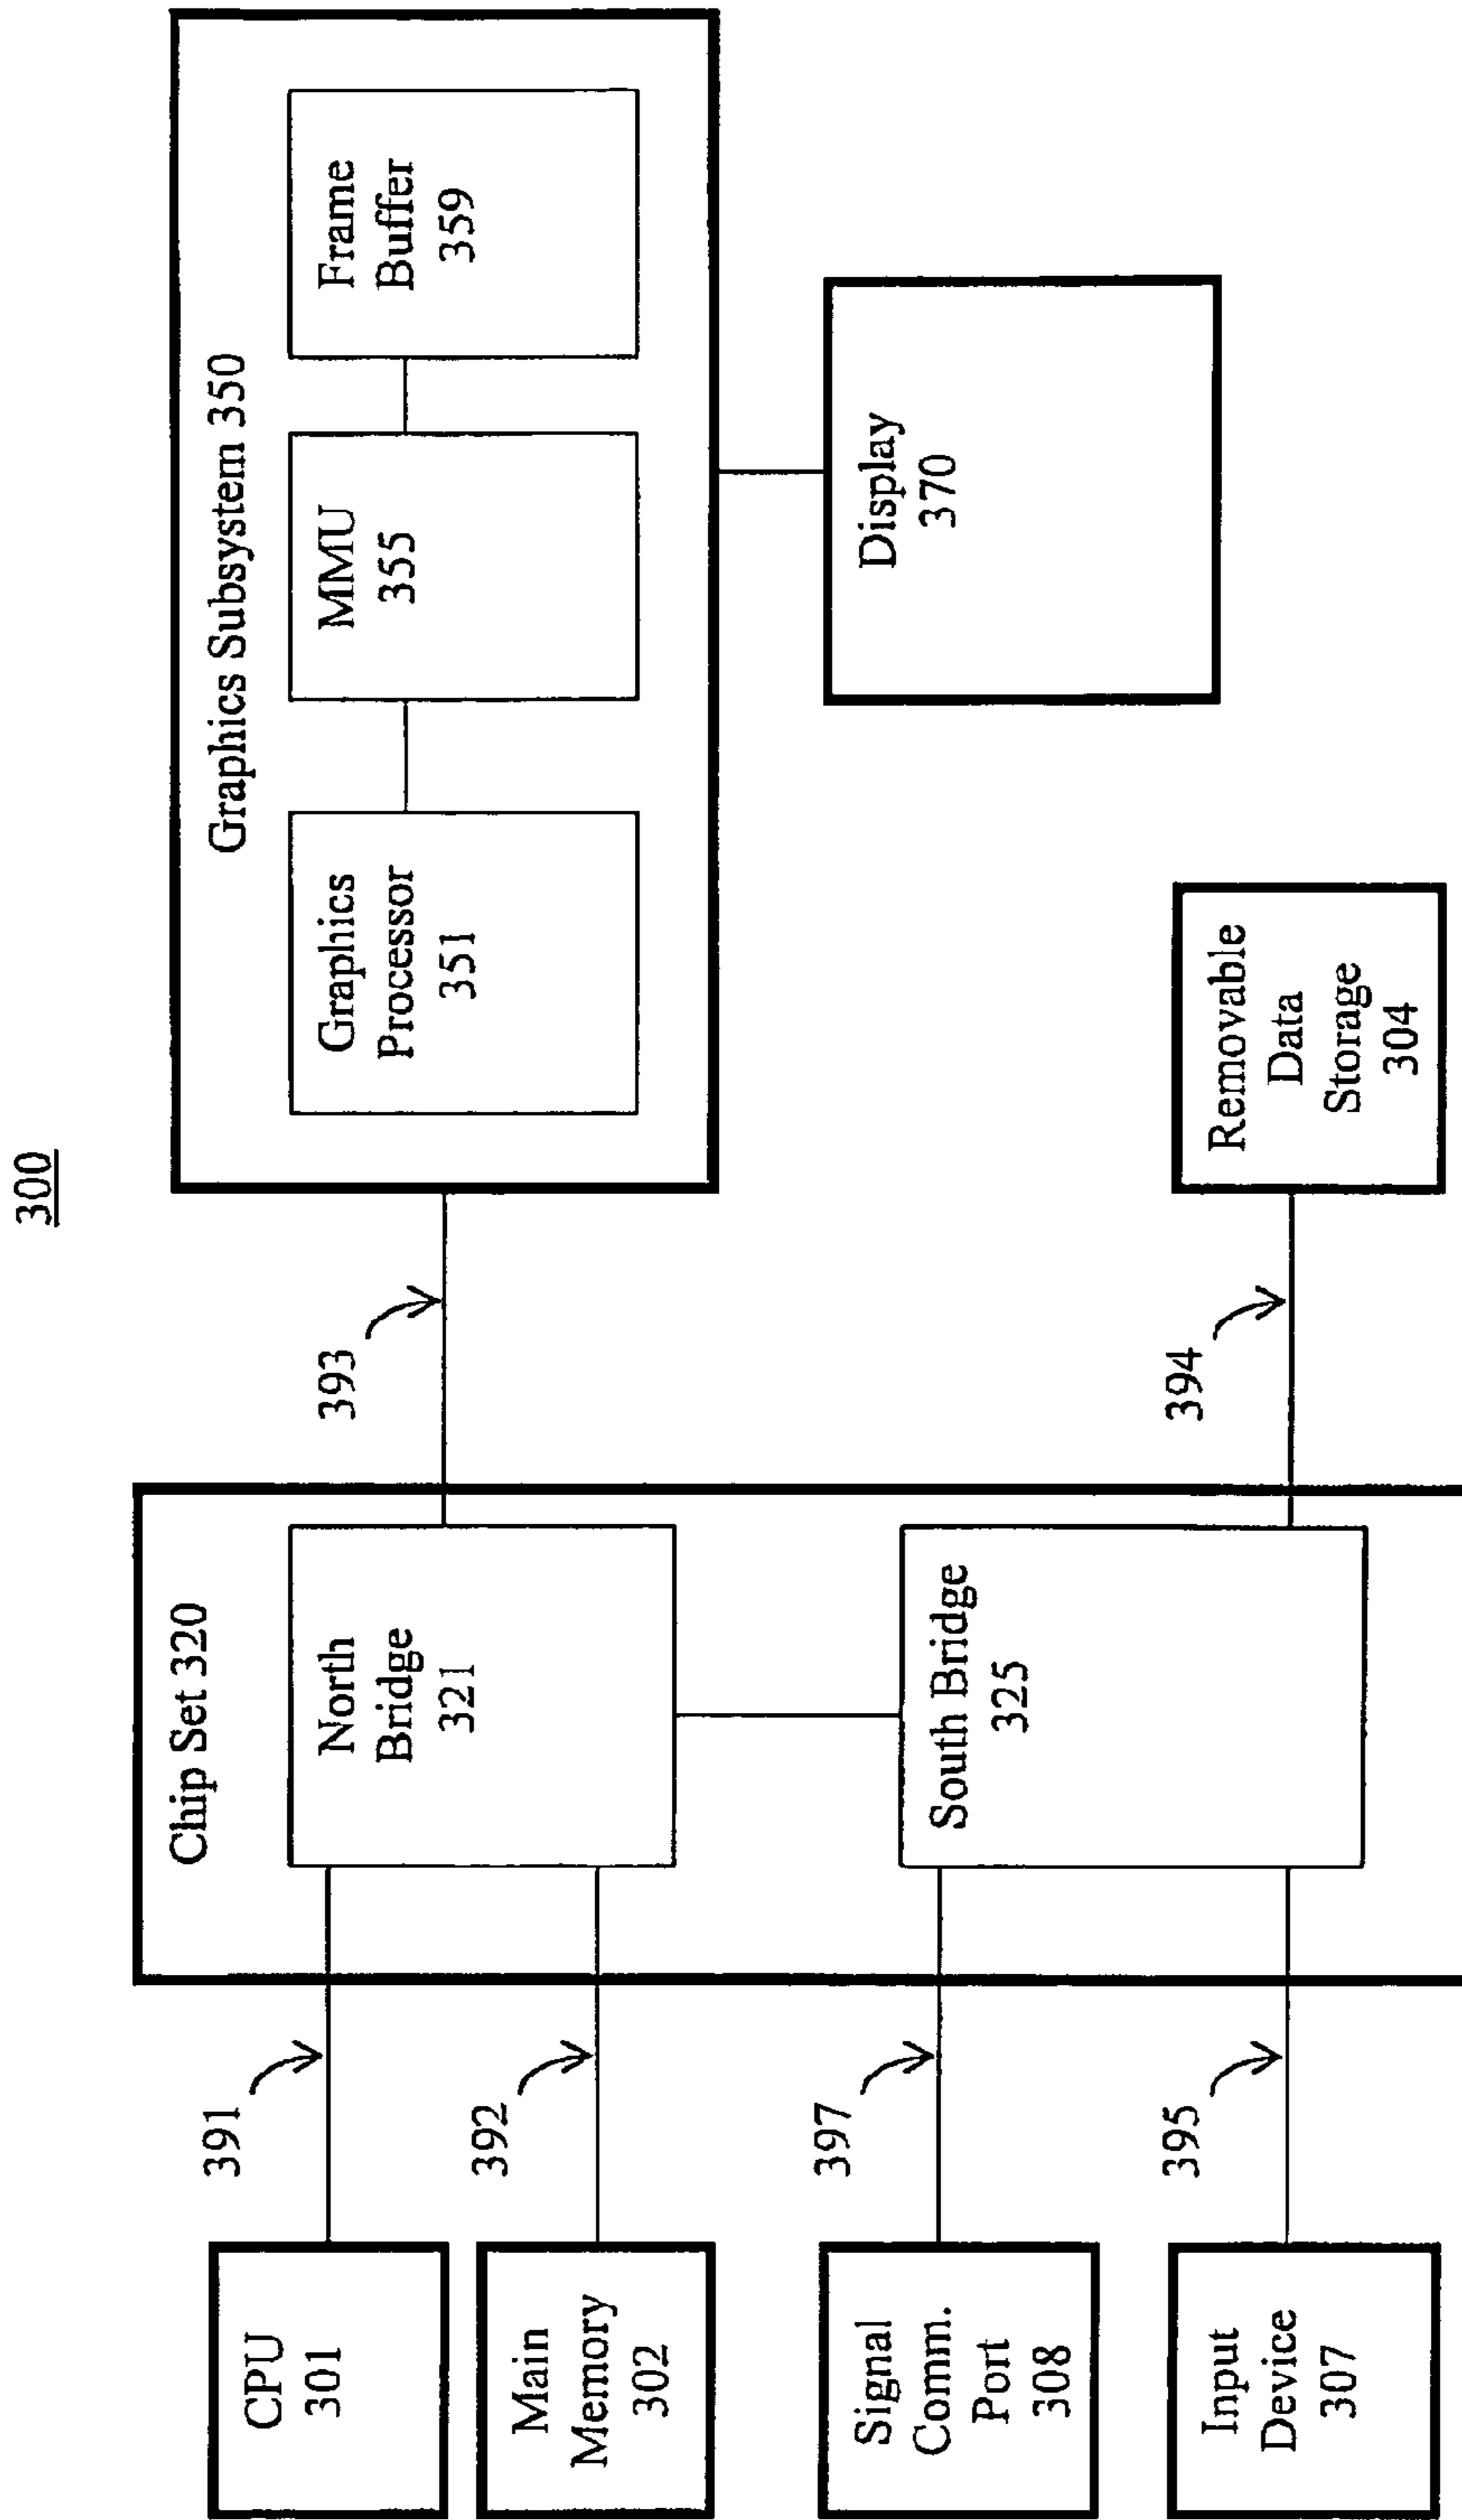 300
CPU
301
391
Main
Memory
302
392
Signal
Comm.
Port
308
397
Input
Device
307
395
Chip Set 320
North
Bridge
321
South Bridge
325
393
394
Graphics Subsystem 350
Graphics
Processor
351
MMU
355
Frame
Buffer
359
Display
370
Removable
Data
Storage
304